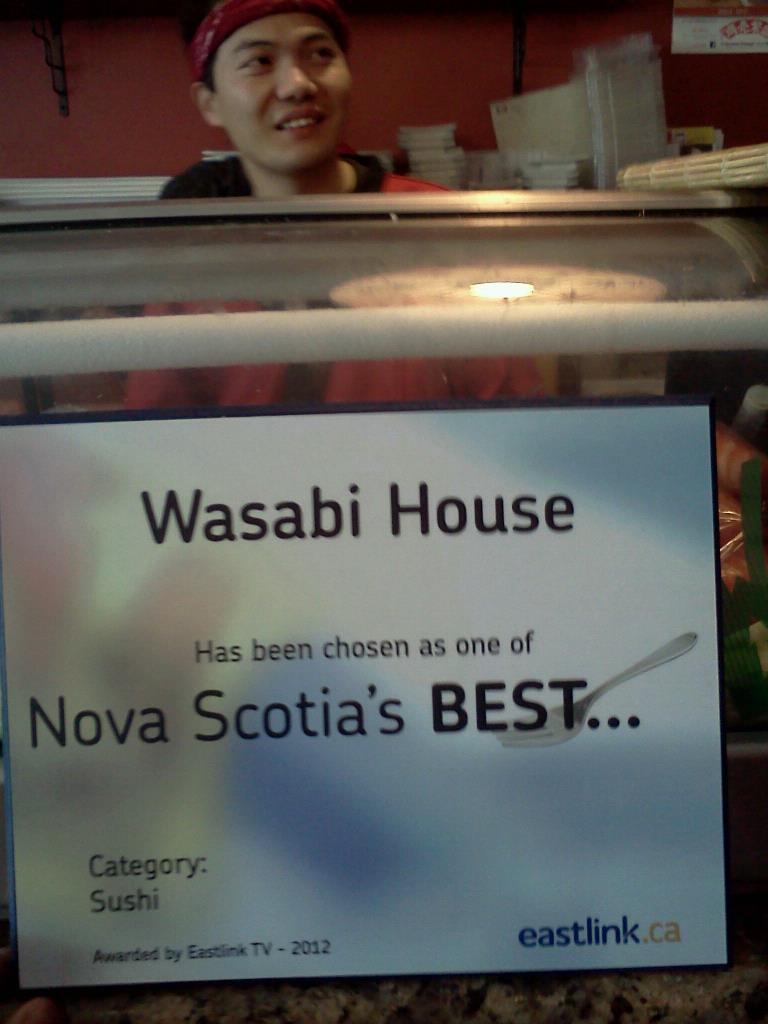 Wasabi House
Has been chosen as one of
Nova Scotia's BEST...
Category:
Sushi
Awarded by Eastlink TV - 2012
eastlink.ca